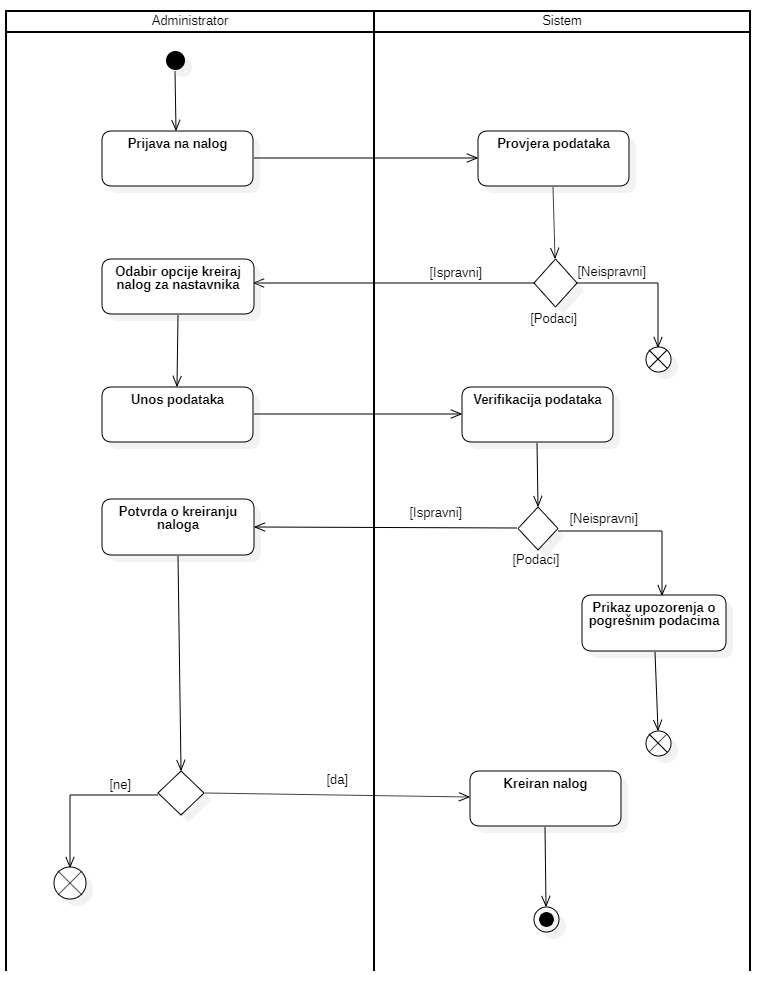 Administrator
Sistem
Prijava na nalog
Provjera podataka
Odabir opcije kreiraj
nalog za nastavnika
[Ispravni]
[Neispravni]
[Podaci]
Unos podataka
Verifikacija podataka
Potvrda o kreiranju
naloga
[Ispravni]
[Neispravni]
[Podaci]
Prikaz upozorenja o
pogrešnim podacima
[ne]
[da]
Kreiran nalog